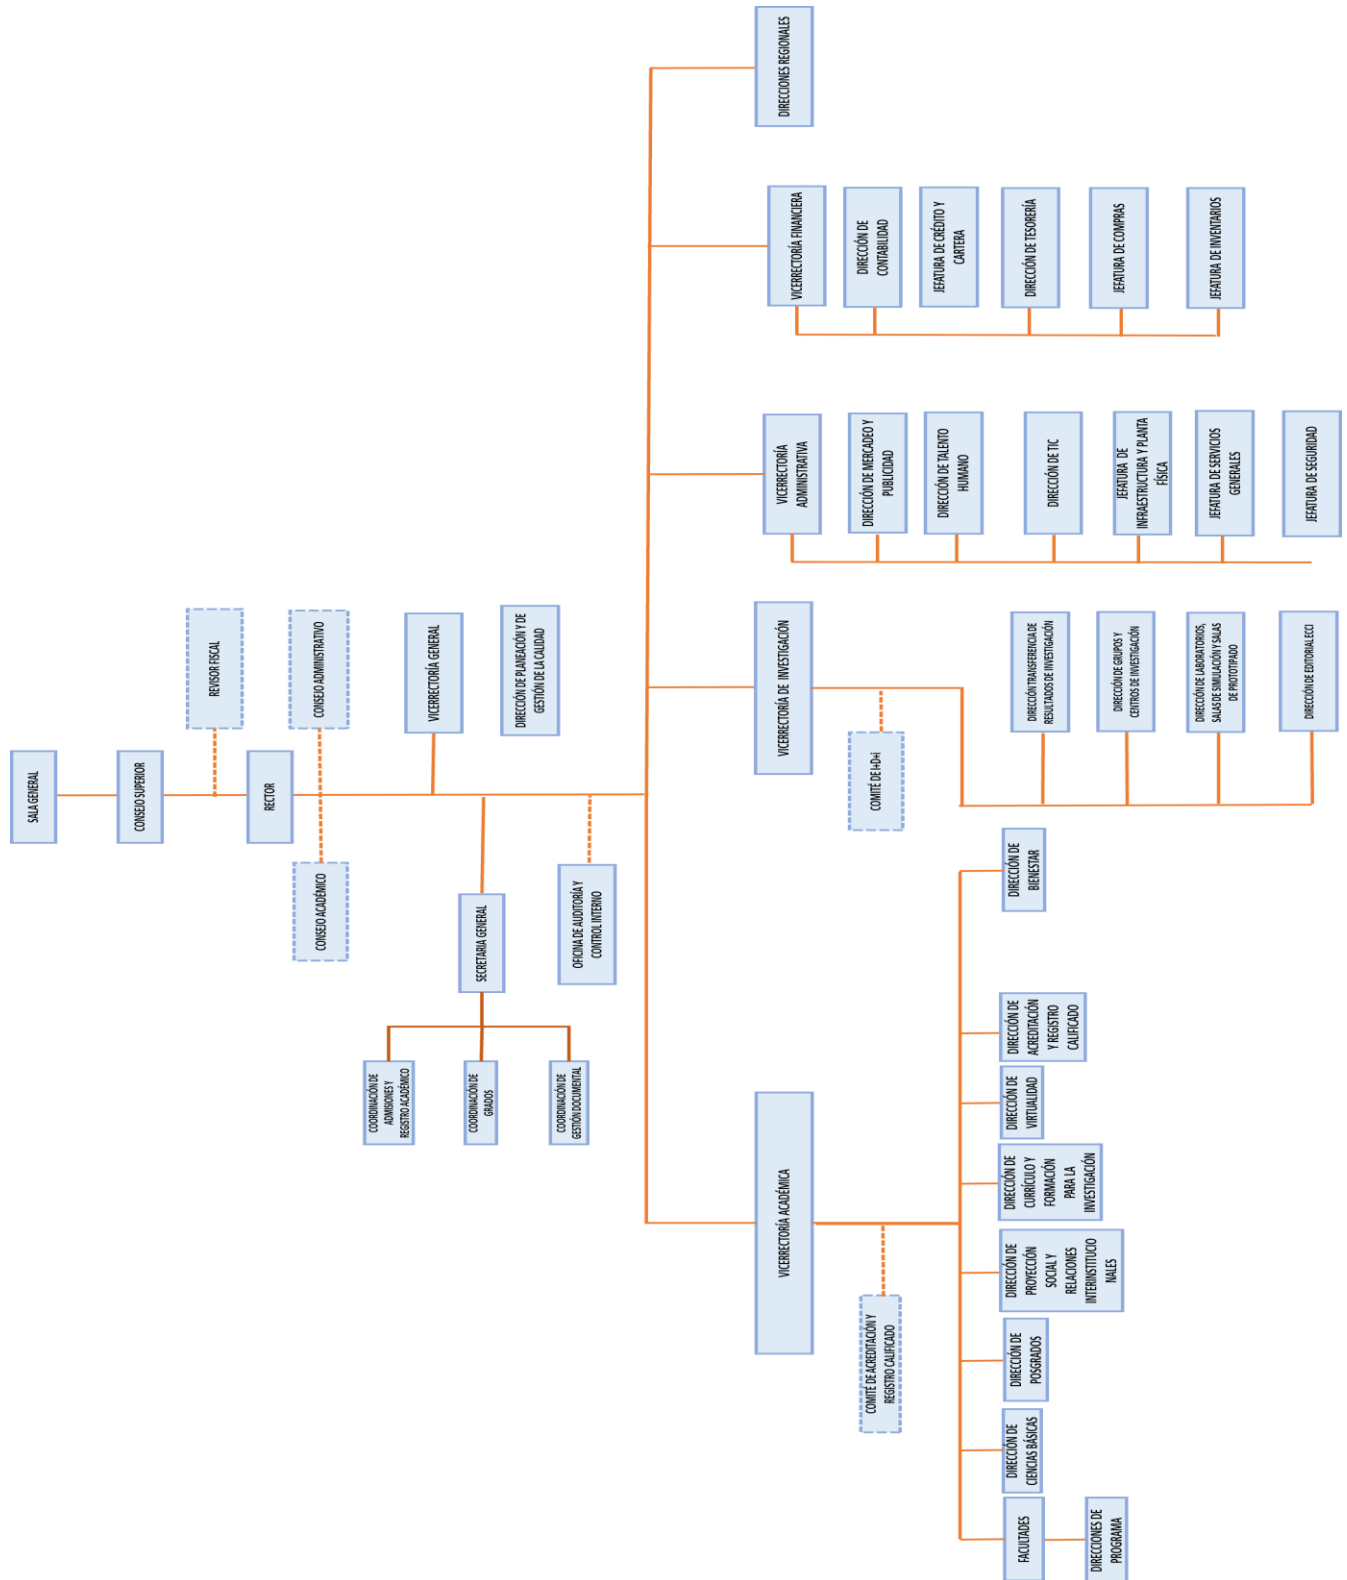 SALA GENERAL
CONSEJO SUPERIOR
REVISOR FISCAL
RECTOR
CONSEJO ACADÉMICO
CONSEJO ADMINISTRATIVO
VICERRECTORÍA GENERAL
SECRETARIA GENERAL
COORDINACIÓN DE
ADMISIONES Y
REGISTRO ACADÉMICO
COORDINACIÓN DE
GRADOS
COORDINACIÓN DE
GESTIÓN DOCUMENTAL
DIRECCIÓN DE PLANEACIÓN Y DE
GESTIÓN DE LA CALIDAD
OFICINA DE AUDITORÍA Y
CONTROL INTERNO
VICERRECTORÍA ACADÉMICA
COMITÉ DE ACREDITACIÓN Y
REGISTRO CALIFICADO
FACULTADES
DIRECCIONES DE
PROGRAMA
DIRECCIÓN DE
CIENCIAS BÁSICAS
DIRECCIÓN DE
POSGRADOS
DIRECCIÓN DE
PROYECCIÓN
SOCIAL Y
RELACIONES
INTERINSTITUCIO
NALES
DIRECCIÓN DE
CURRÍCULO Y
FORMACIÓN
PARA LA
INVESTIGACIÓN
DIRECCIÓN DE
VIRTUALIDAD
DIRECCIÓN DE
ACREDITACIÓN
Y REGISTRO
CALIFICADO
DIRECCIÓN DE
BIENESTAR
VICERRECTORÍA DE INVESTIGACIÓN
COMITÉ DE I+D+i
DIRECCIÓN TRANSFERENCIA DE
RESULTADOS DE INVESTIGACIÓN
DIRECCIÓN DE GRUPOS Y
CENTROS DE INVESTIGACIÓN
DIRECCIÓN DE LABORATORIOS,
SALAS DE SIMULACIÓN Y SALAS
DE PROTOTIPADO
DIRECCIÓN DE EDITORIAL ECCI
VICERRECTORÍA
ADMINISTRATIVA
DIRECCIÓN DE MERCADEO Y
PUBLICIDAD
DIRECCIÓN DE TALENTO
HUMANO
DIRECCIÓN DE TIC
JEFATURA DE
INFRAESTRUCTURA Y PLANTA
FÍSICA
JEFATURA DE SERVICIOS
GENERALES
JEFATURA DE SEGURIDAD
VICERRECTORÍA FINANCIERA
DIRECCIÓN DE
CONTABILIDAD
JEFATURA DE CRÉDITO Y
CARTERA
DIRECCIÓN DE TESORERÍA
JEFATURA DE COMPRAS
JEFATURA DE INVENTARIOS
DIRECCIONES REGIONALES